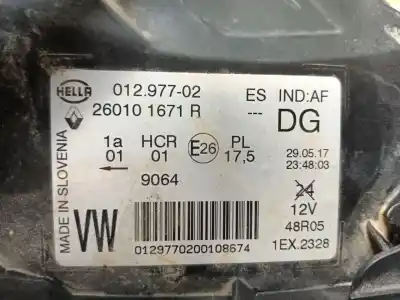 HELLA 012.977-02 ES IND:AF
26010 1671 R --- DG
1a HCR E26 PL 29.05.17
01 01 17,5 23:48:03
9064 24
12V
MADE IN SLOVENIA
VW 48R05
0129770200108674 1EX.2328